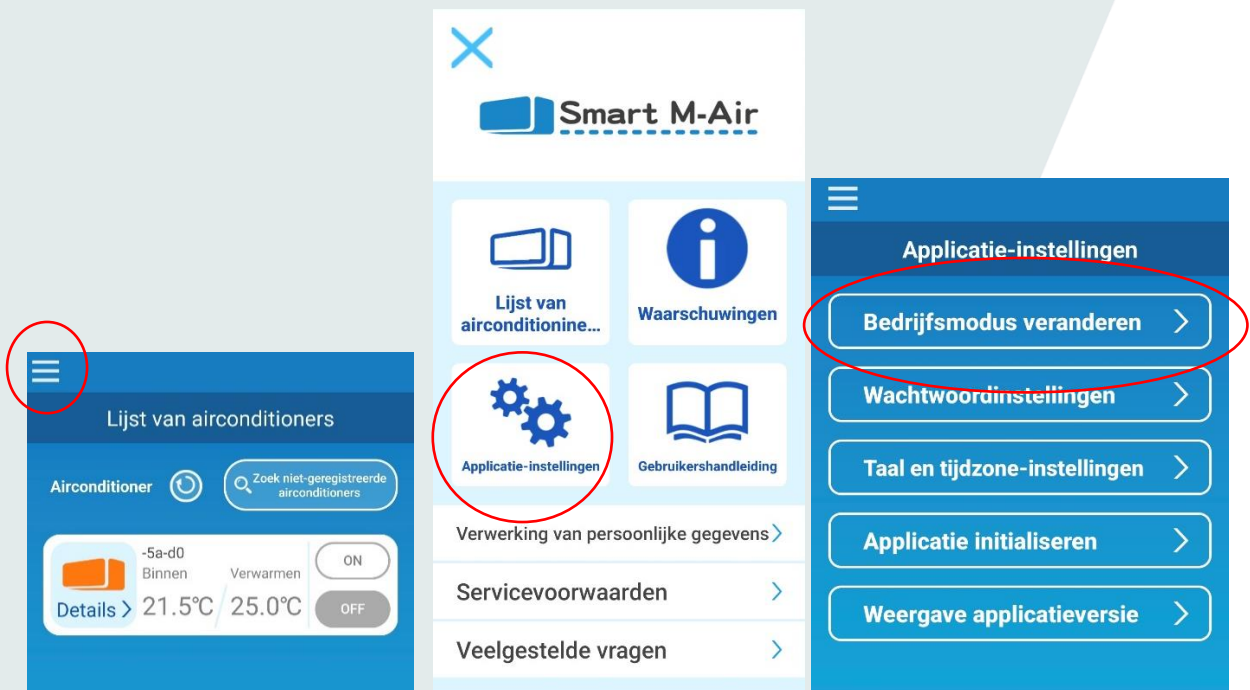 Lijst van airconditioners
Airconditioner
Zoek niet-geregistreerde
airconditioners
-5a-d0
Binnen
Verwarmen
ON
Details >
21.5°C
25.0°C
OFF
Smart M-Air
Lijst van
airconditionine...
Waarschuwingen
Applicatie-instellingen
Gebruikershandleiding
Verwerking van persoonlijke gegevens >
Servicevoorwaarden >
Veelgestelde vragen >
Applicatie-instellingen
Bedrijfsmodus veranderen >
Wachtwoordinstellingen >
Taal en tijdzone-instellingen >
Applicatie initialiseren >
Weergave applicatieversie >